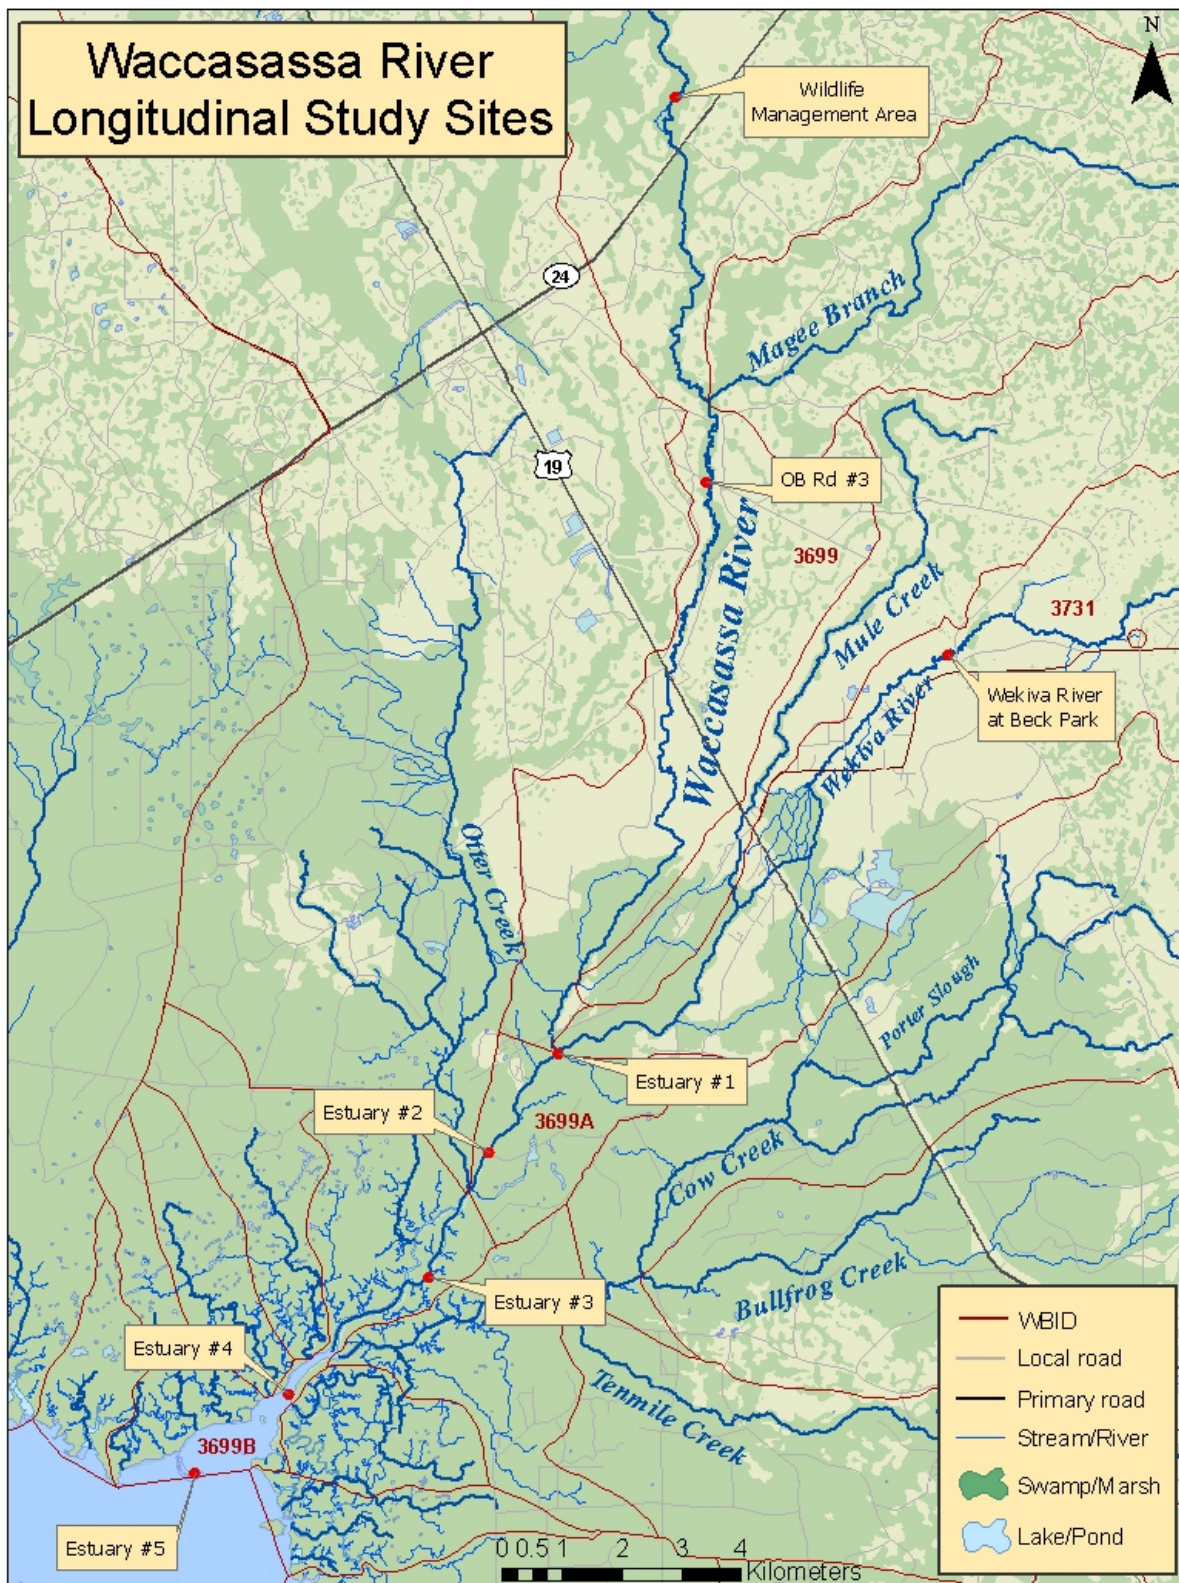 Waccasassa River
Longitudinal Study Sites
N
Wildlife
Management Area
24
Magee Branch
19
OB Rd #3
3699
Waccasassa River
Mule Creek
3731
Wekiva River
at Beck Park
Wekiva River
Otter Creek
Porter Slough
Estuary #1
Estuary #2
3699A
Cow Creek
Bullfrog Creek
Estuary #3
Estuary #4
Tenmile Creek
3699B
Estuary #5
WBID
Local road
Primary road
Stream/River
Swamp/Marsh
Lake/Pond
0 0.5 1 2 3 4
Kilometers